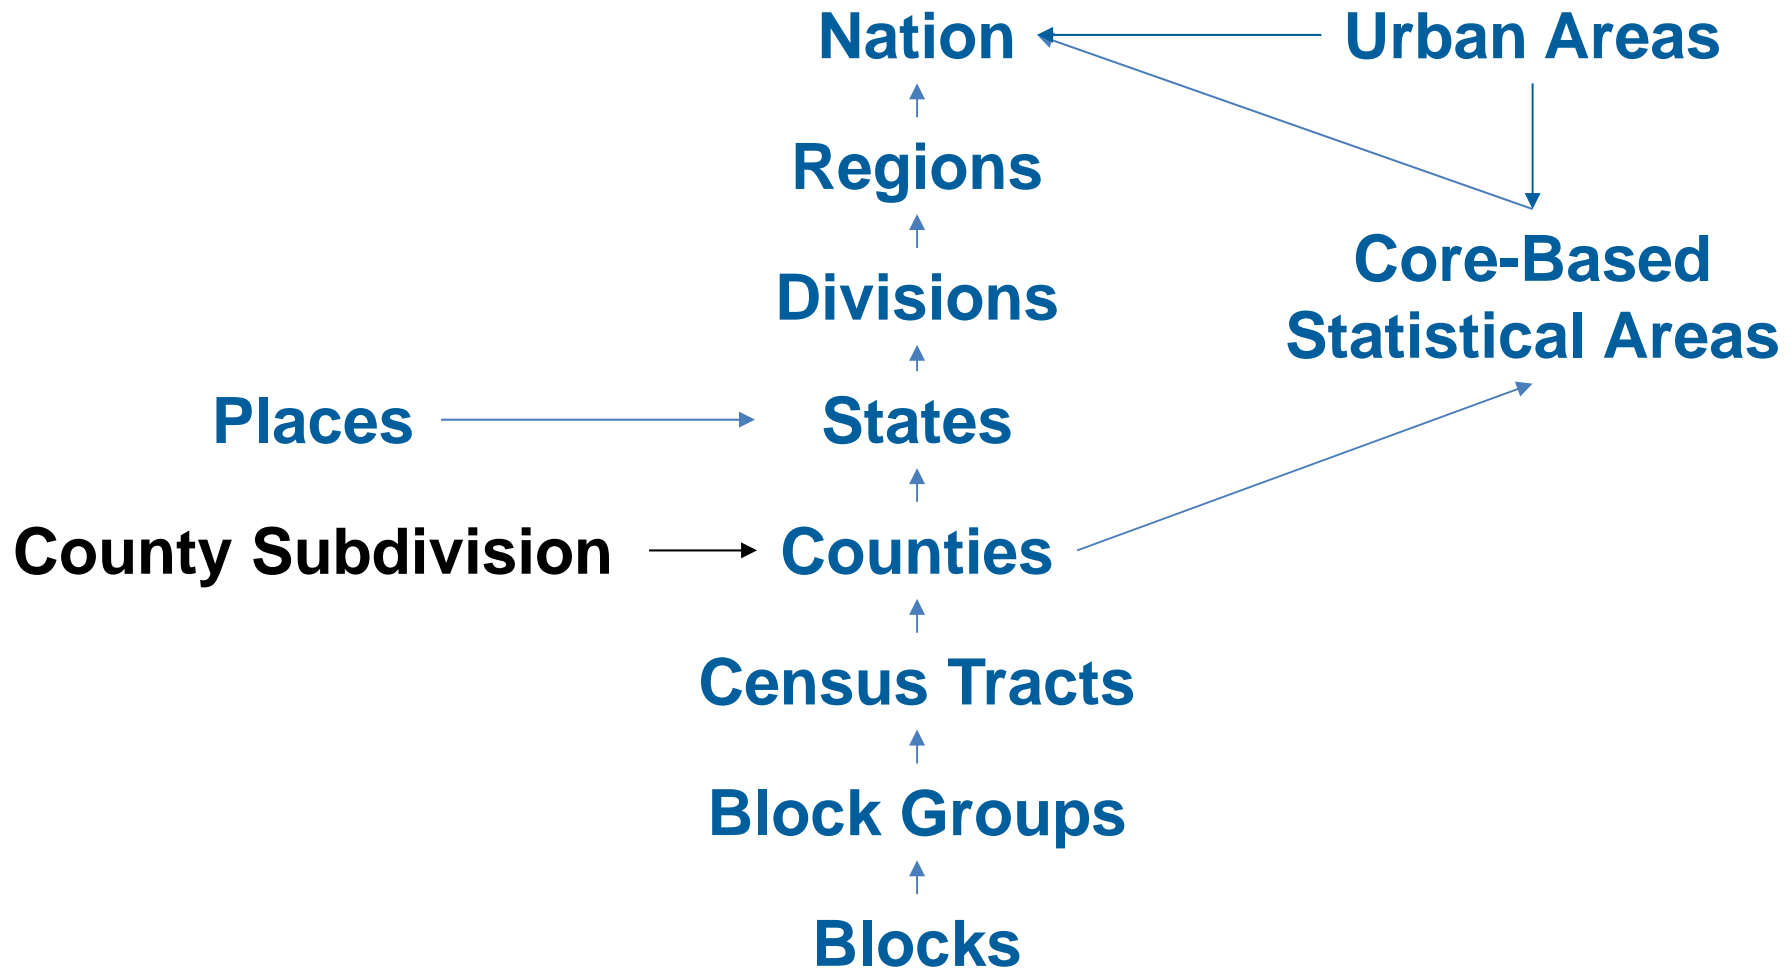 Nation
Urban Areas
Regions
Core-Based
Statistical Areas
Divisions
Places
States
County Subdivision
Counties
Census Tracts
Block Groups
Blocks